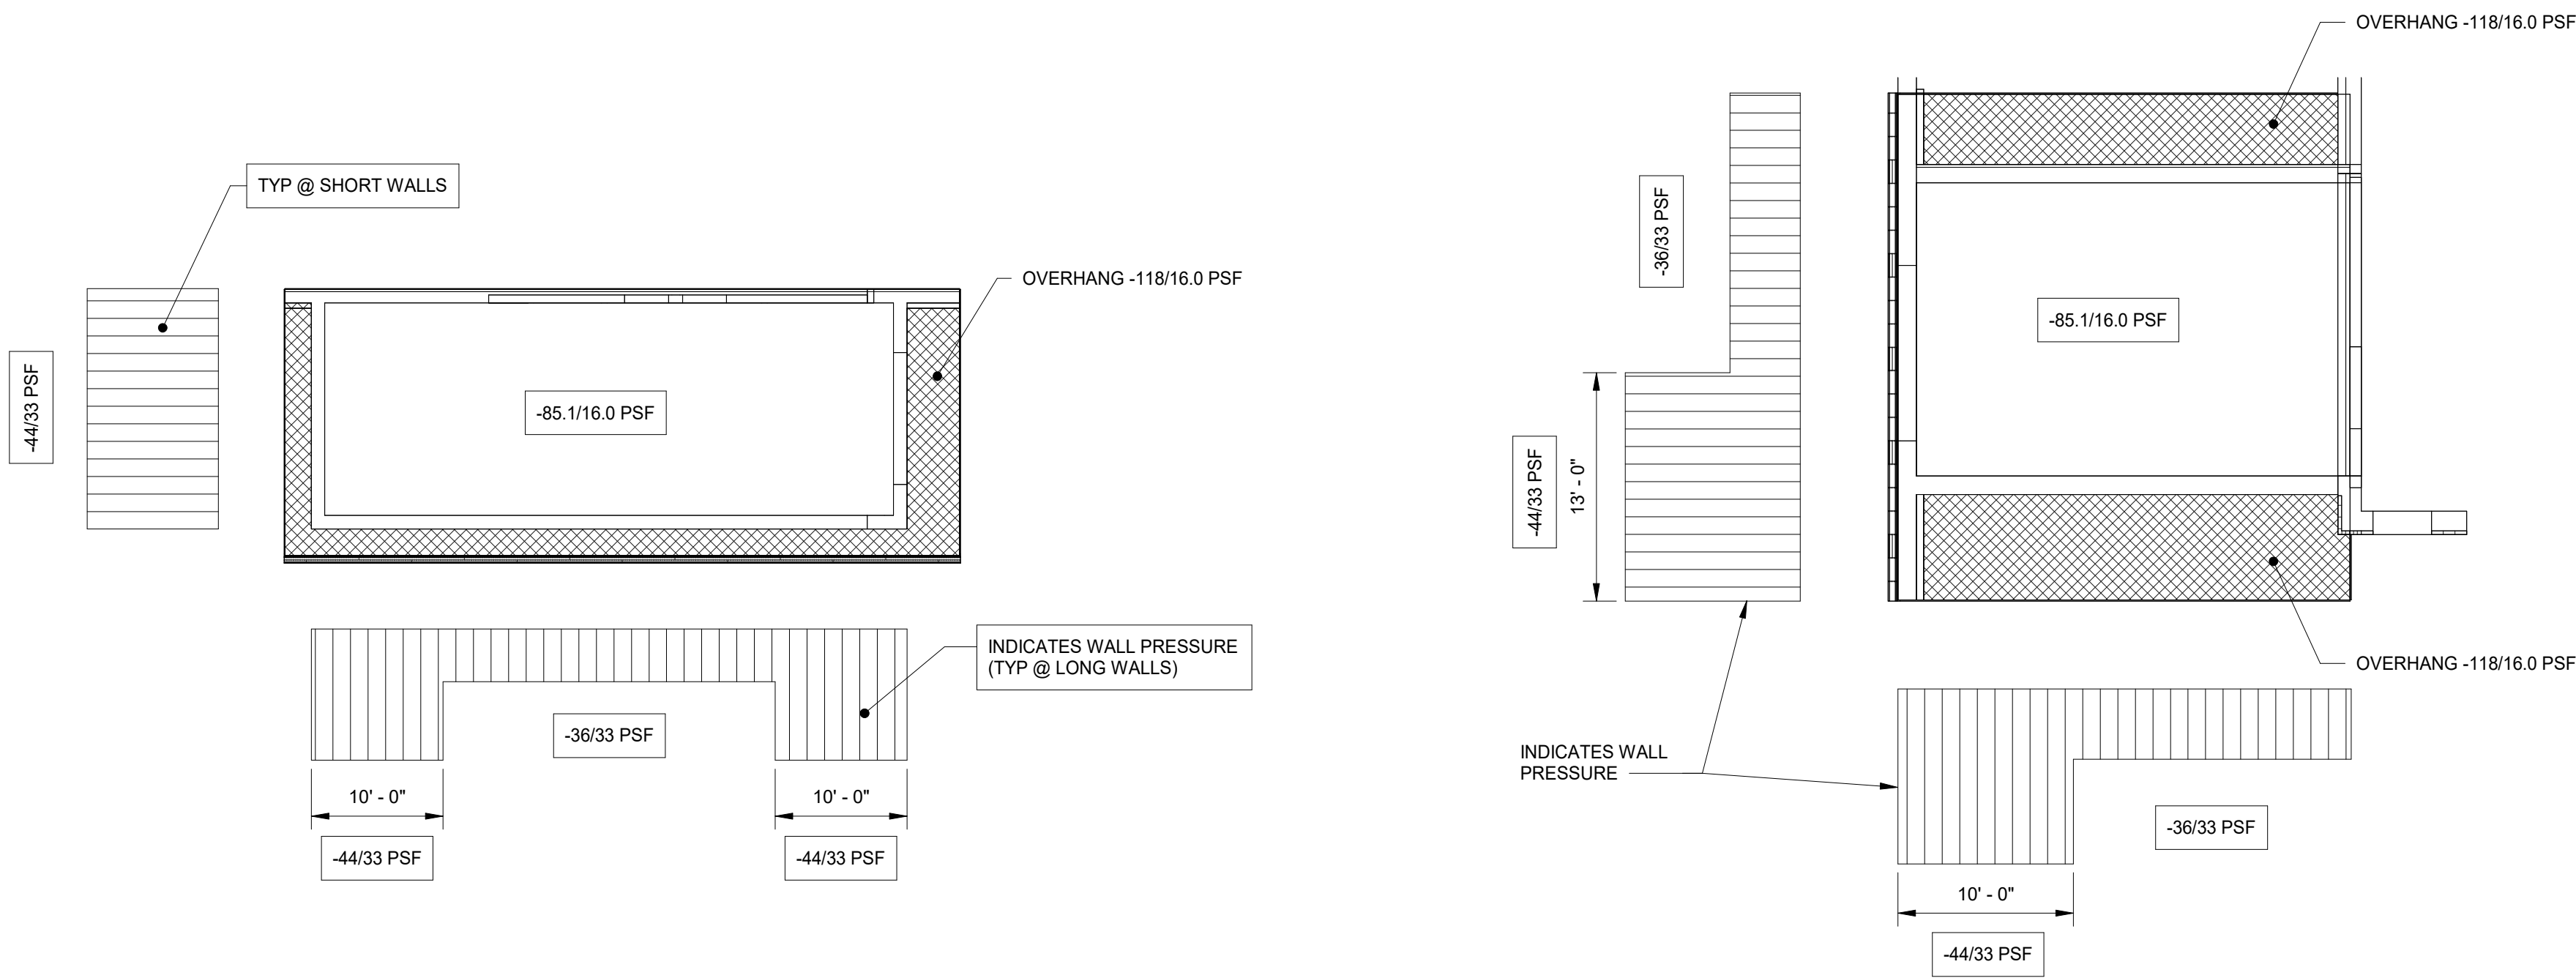 TYP @ SHORT WALLS
OVERHANG -118/16.0 PSF
-44/33 PSF
-85.1/16.0 PSF
INDICATES WALL PRESSURE
(TYP @ LONG WALLS)
-36/33 PSF
10' - 0"
10' - 0"
-44/33 PSF
-44/33 PSF
OVERHANG -118/16.0 PSF
-36/33 PSF
-85.1/16.0 PSF
-44/33 PSF
13' - 0"
OVERHANG -118/16.0 PSF
INDICATES WALL
PRESSURE
-36/33 PSF
10' - 0"
-44/33 PSF